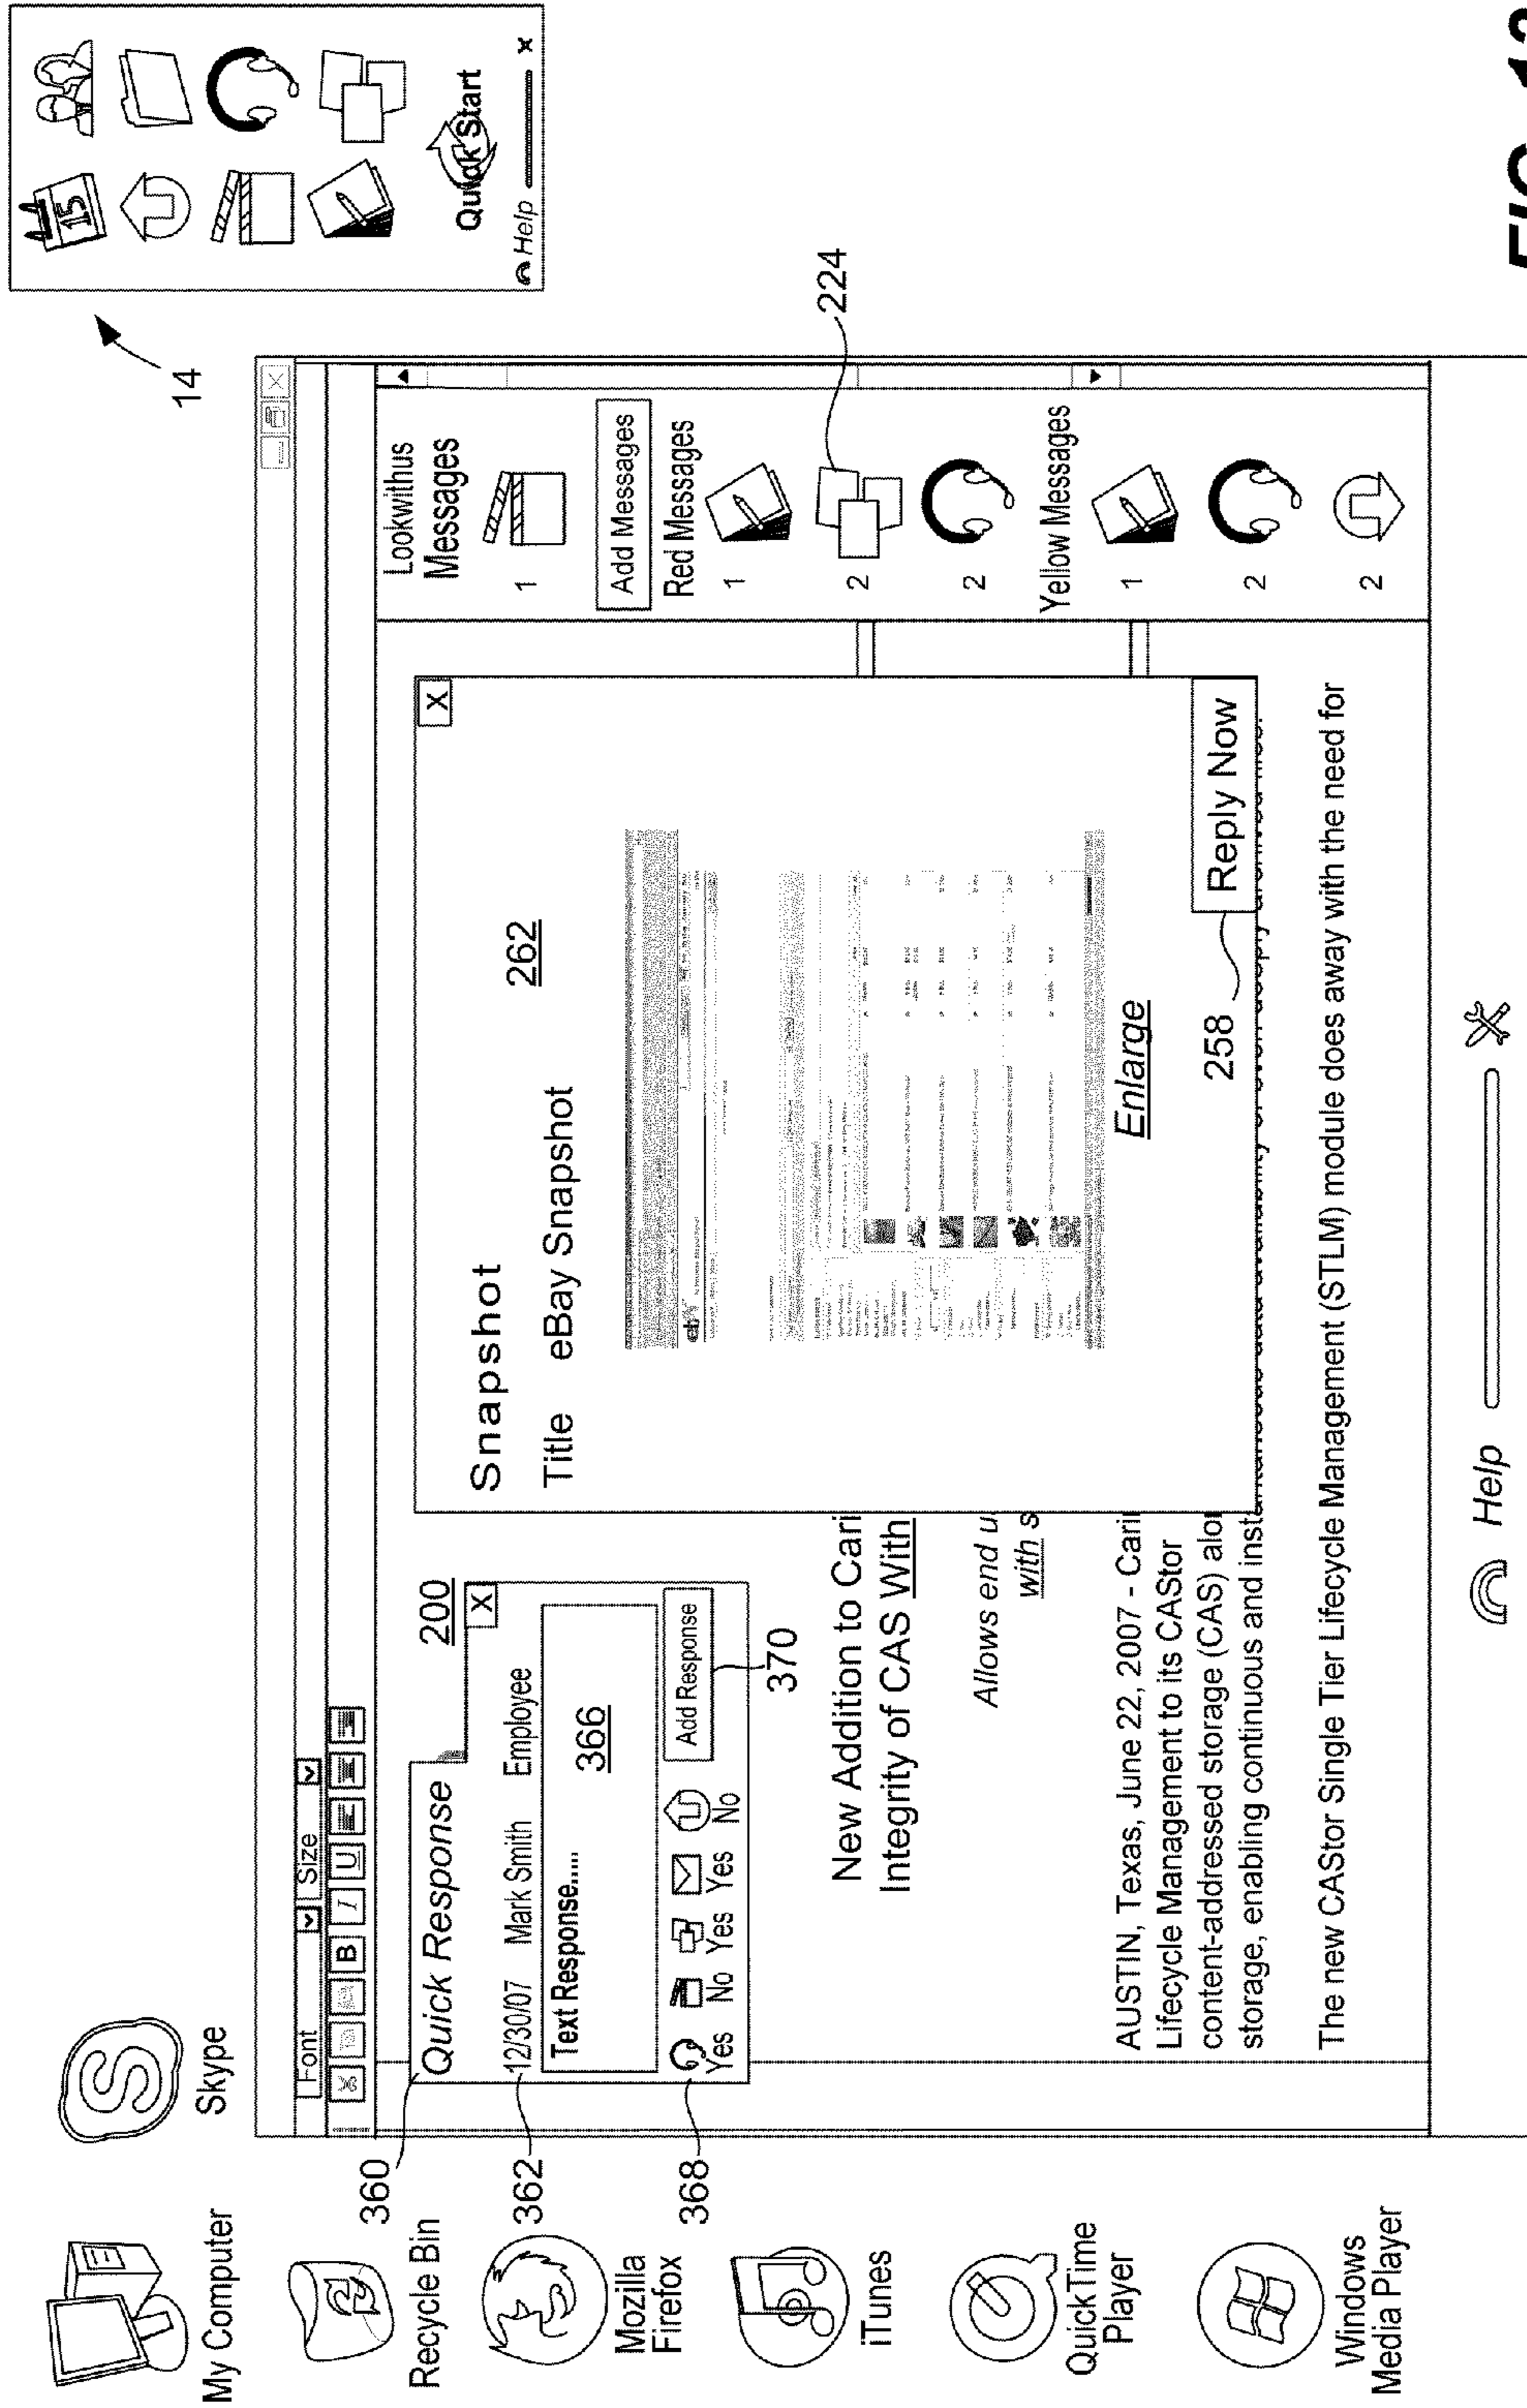 My Computer
Skype
Recycle Bin
Mozilla
Firefox
iTunes
QuickTime
Player
Windows
Media Player
360
362
368
Font
Size
B
I
U
Quick Response
200
X
12/30/07
Mark Smith
Employee
Text Response.....
366
Yes
No
Yes
Yes
No
Add Response
370
New Addition to Cari
Integrity of CAS With
Allows end u
with s
AUSTIN, Texas, June 22, 2007 - Cari
Lifecycle Management to its CAStor
content-addressed storage (CAS) alo
storage, enabling continuous and
The new CAStor Single Tier Lifecycle Management (STLM) module does away with the need for
X
Snapshot
Title
eBay Snapshot
262
Enlarge
258
Reply Now
X
Lookwithus
Messages
1
Add Messages
Red Messages
1
2
2
Yellow Messages
1
2
2
224
14
15
Quick Start
Help
x
Help